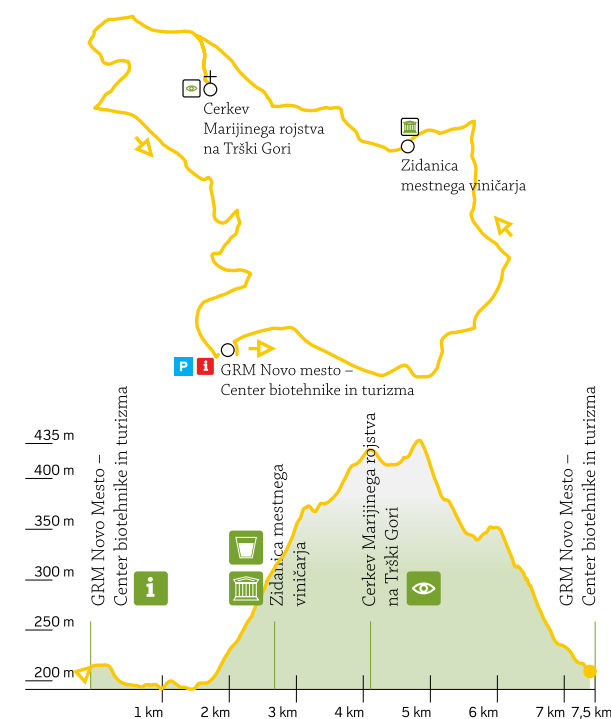 Cerkev
Marijinega rojstva
na Trški Gori
Zidanica
mestnega viničarja
P
i
GRM Novo mesto –
Center biotehnike in turizma
435 m
400 m
350 m
300 m
250 m
200 m
GRM Novo Mesto –
Center biotehnike in turizma
i
Zidanica mestnega
viničarja
Cerkev Marijinega rojstva
na Trški Gori
GRM Novo Mesto –
Center biotehnike in turizma
1 km
2 km
3 km
4 km
5 km
6 km
7 km
7,5 km